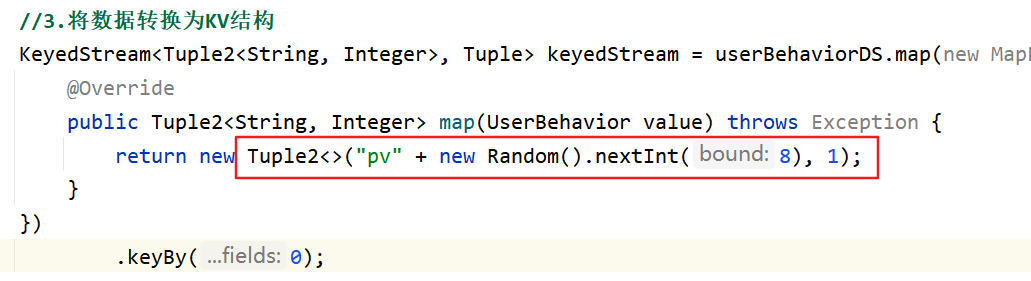 //3.将数据转换为KV结构
KeyedStream<Tuple2<String, Integer>, Tuple> keyedStream = userBehaviorDS.map(new Map
@Override
public Tuple2<String, Integer> map(UserBehavior value) throws Exception {
return new Tuple2<>("pv" + new Random().nextInt( bound: 8), 1);
}
})
.keyBy( ...fields: 0);